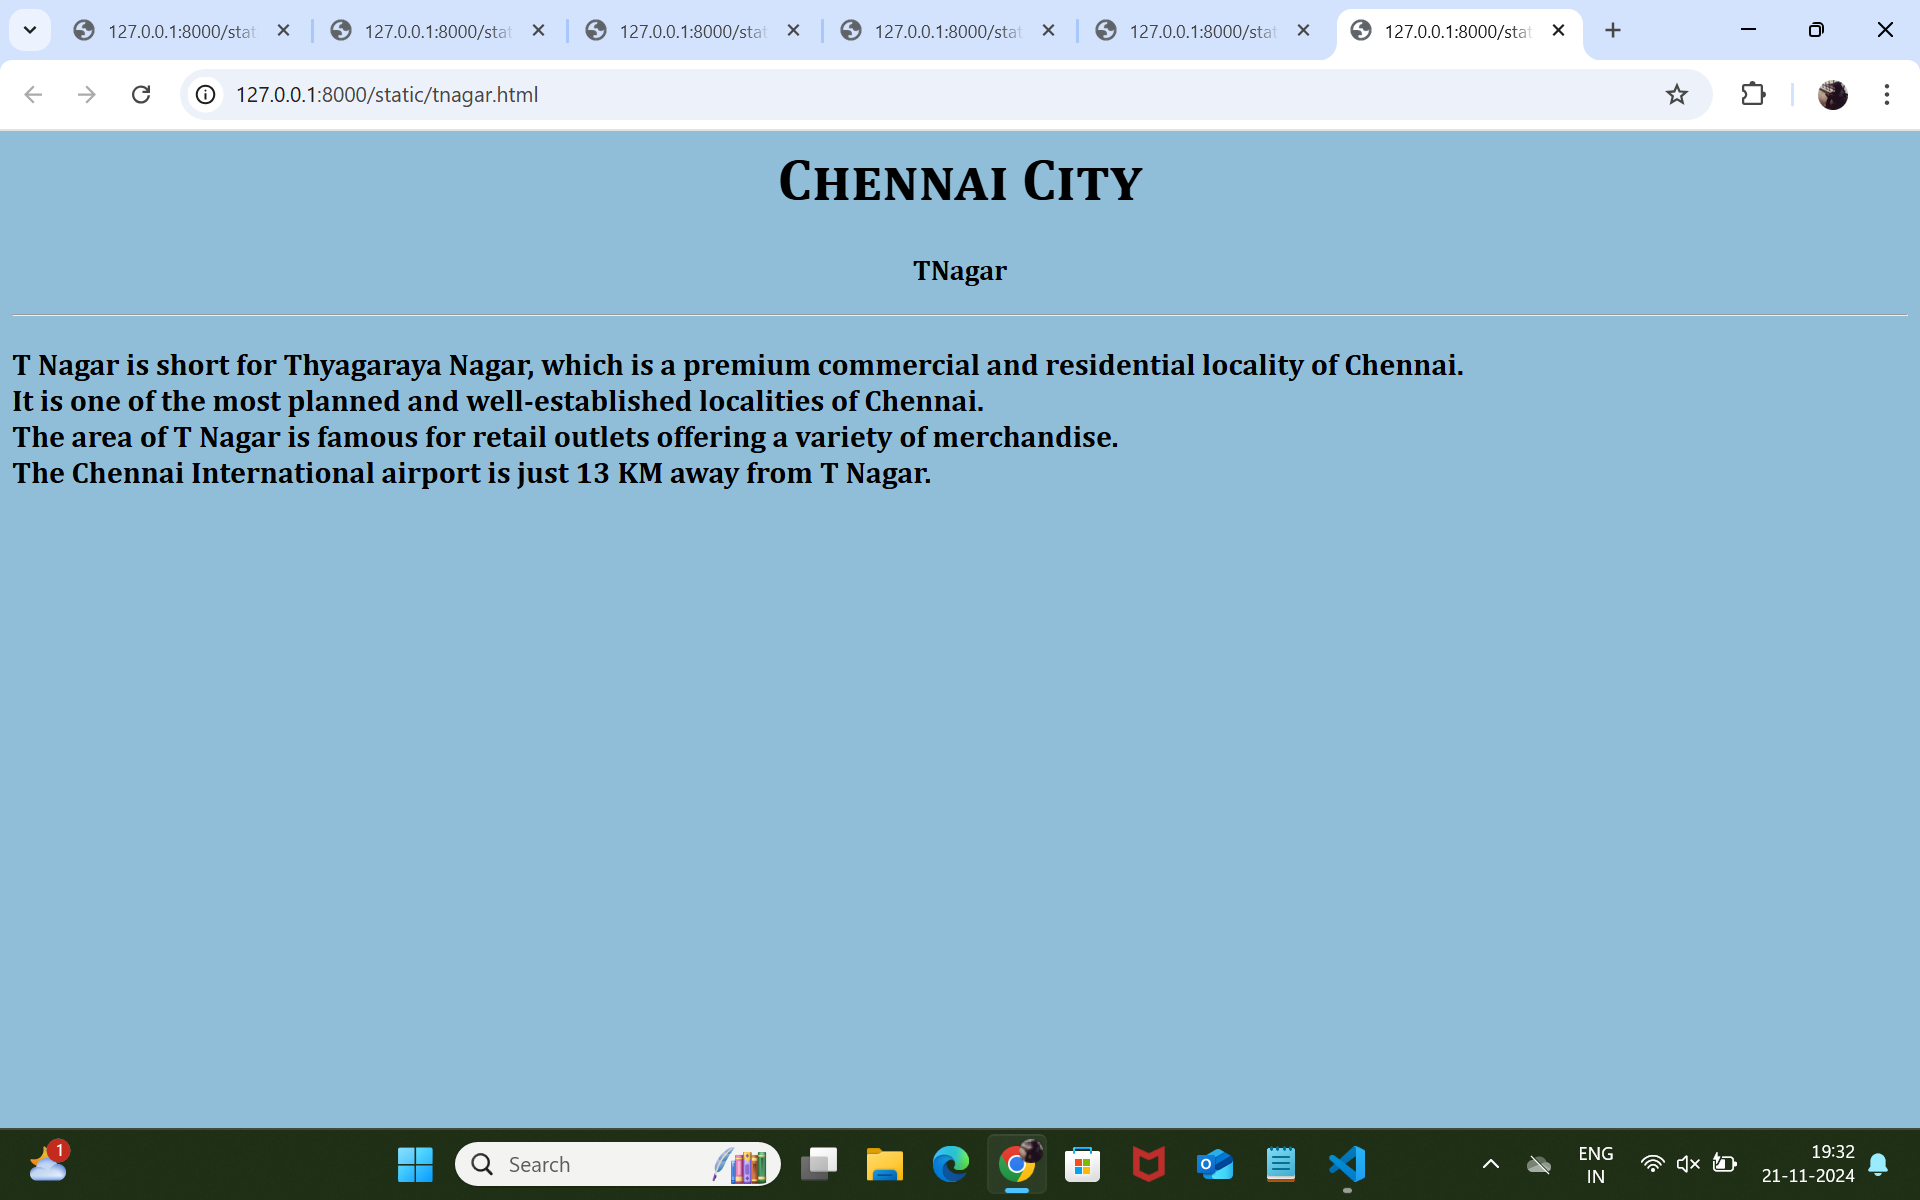 127.0.0.1:8000/stat
127.0.0.1:8000/stat
127.0.0.1:8000/stat
127.0.0.1:8000/stat
127.0.0.1:8000/stat
127.0.0.1:8000/stat
127.0.0.1:8000/static/tnagar.html
Chennai City
TNagar
T Nagar is short for Thyagaraya Nagar, which is a premium commercial and residential locality of Chennai.
It is one of the most planned and well-established localities of Chennai.
The area of T Nagar is famous for retail outlets offering a variety of merchandise.
The Chennai International airport is just 13 KM away from T Nagar.
1
Search
ENG
IN
19:32
21-11-2024